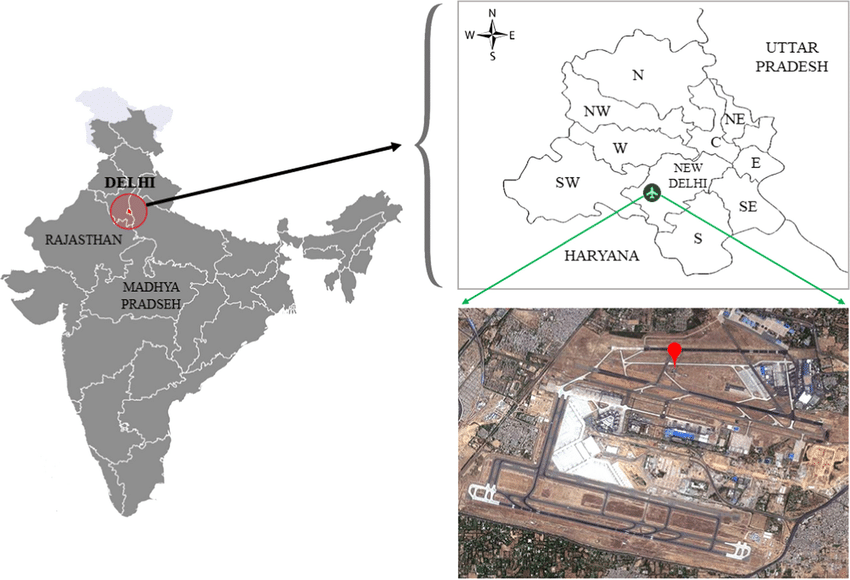 DELHI
RAJASTHAN
MADHYA
PRADSEH
N
W E
S
UTTAR
PRADESH
N
NW
NE
C
W
E
SW
NEW
DELHI
SE
S
HARYANA